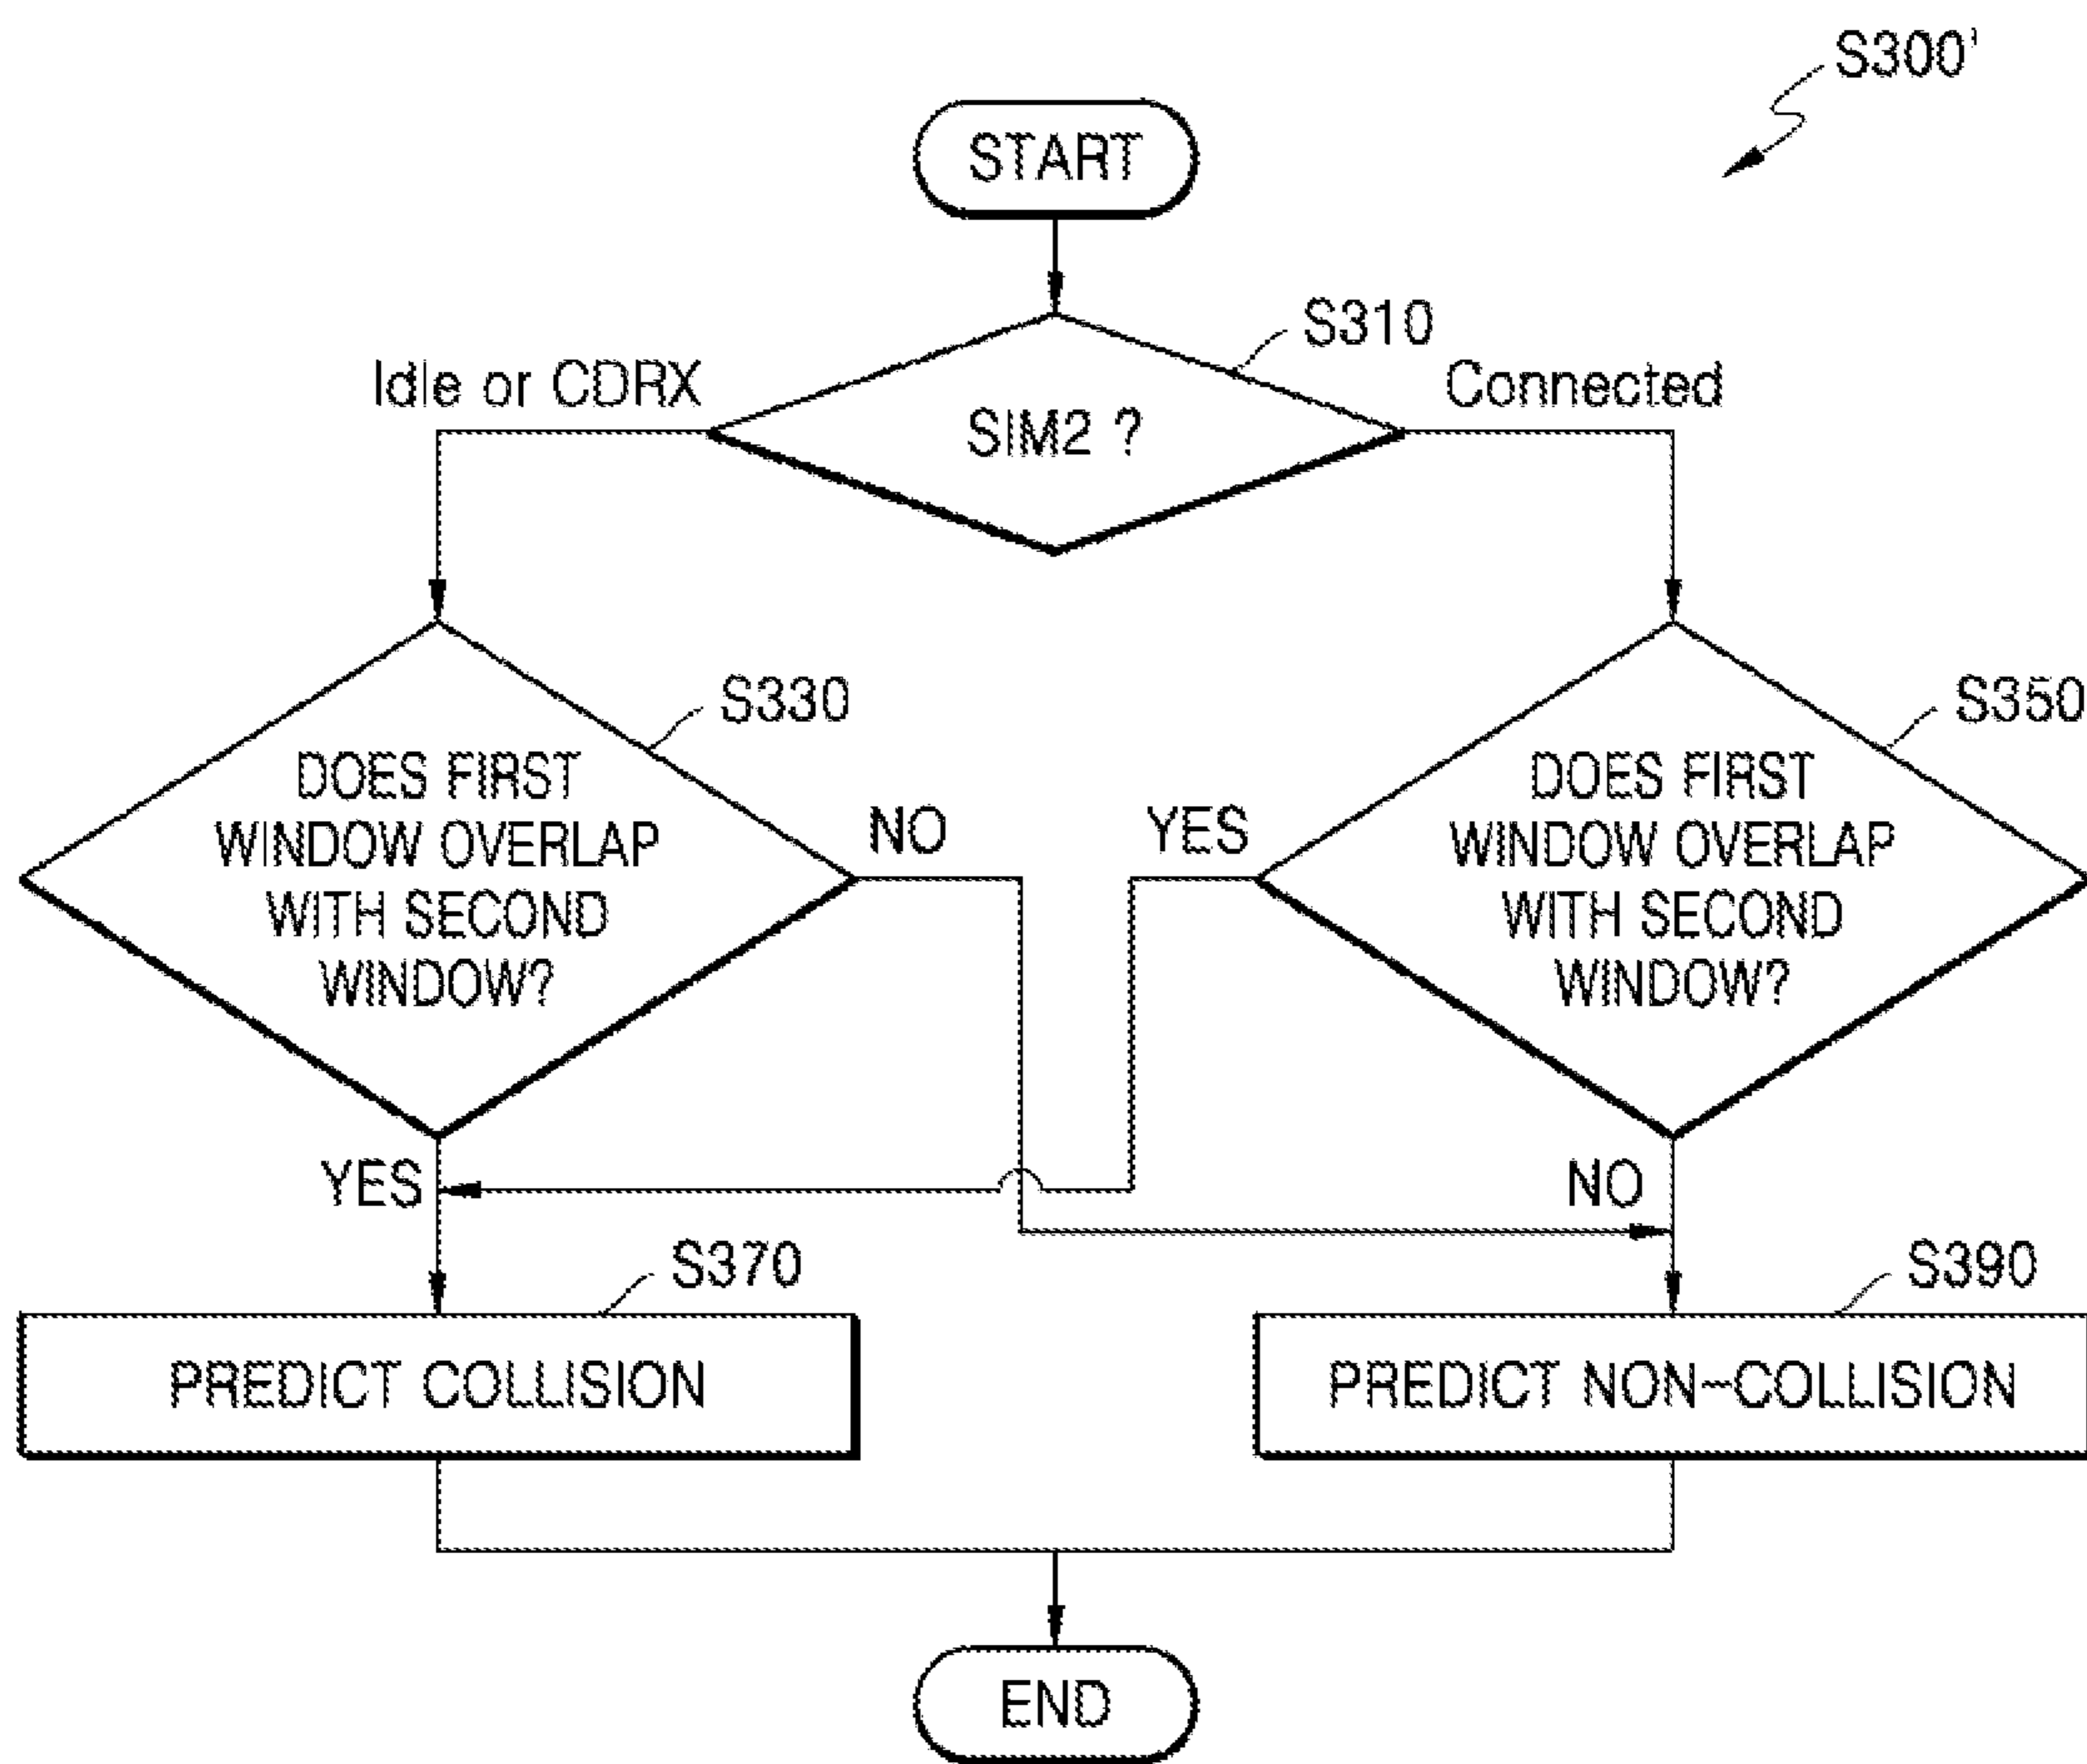 S300'
START
S310
Idle or CDRX
Connected
SIM2 ?
S330
S350
DOES FIRST
WINDOW OVERLAP
WITH SECOND
WINDOW?
NO
YES
DOES FIRST
WINDOW OVERLAP
WITH SECOND
WINDOW?
YES
NO
S370
S390
PREDICT COLLISION
PREDICT NON-COLLISION
END